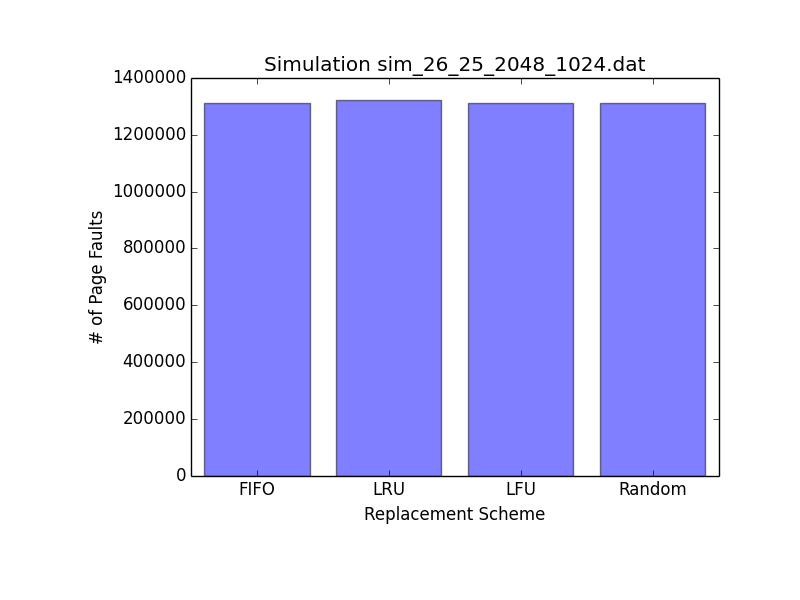 Simulation sim_26_25_2048_1024.dat
1400000
1200000
1000000
800000
600000
400000
200000
0
# of Page Faults
FIFO LRU LFU Random
Replacement Scheme